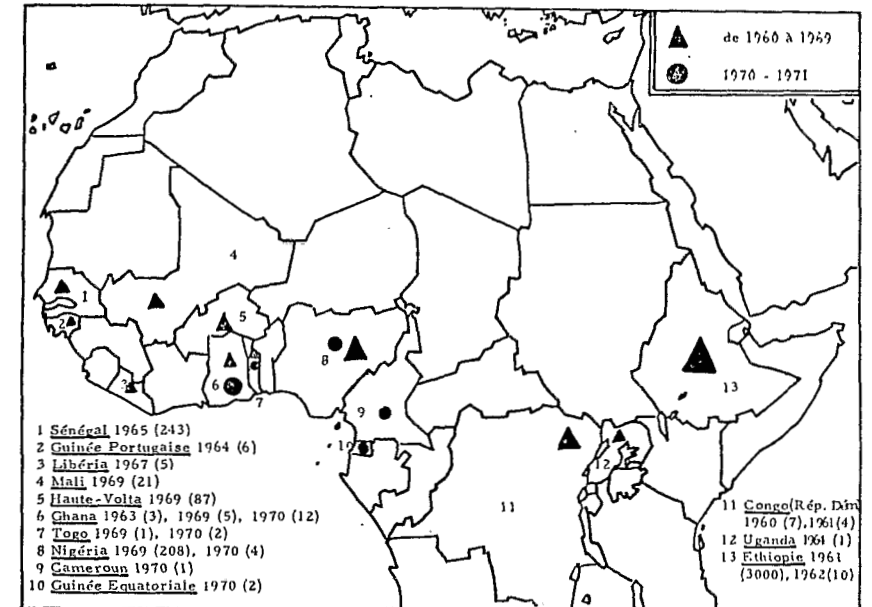 de 1960 à 1969
1970 - 1971
4
1
5
2
8
3
6
13
7
9
10
12
11
1 Sénégal 1965 (243)
2 Guinée Portugaise 1964 (6)
3 Libéria 1967 (5)
4 Mali 1969 (21)
5 Haute-Volta 1969 (87)
6 Ghana 1963 (3), 1969 (5), 1970 (12)
7 Togo 1969 (1), 1970 (2)
8 Nigéria 1969 (208), 1970 (4)
9 Cameroun 1970 (1)
10 Guinée Equatoriale 1970 (2)
11 Congo (Rép. Dém
1960 (7), 1961 (4)
12 Uganda 1964 (1)
13 Ethiopie 1961
(3000), 1962 (10)